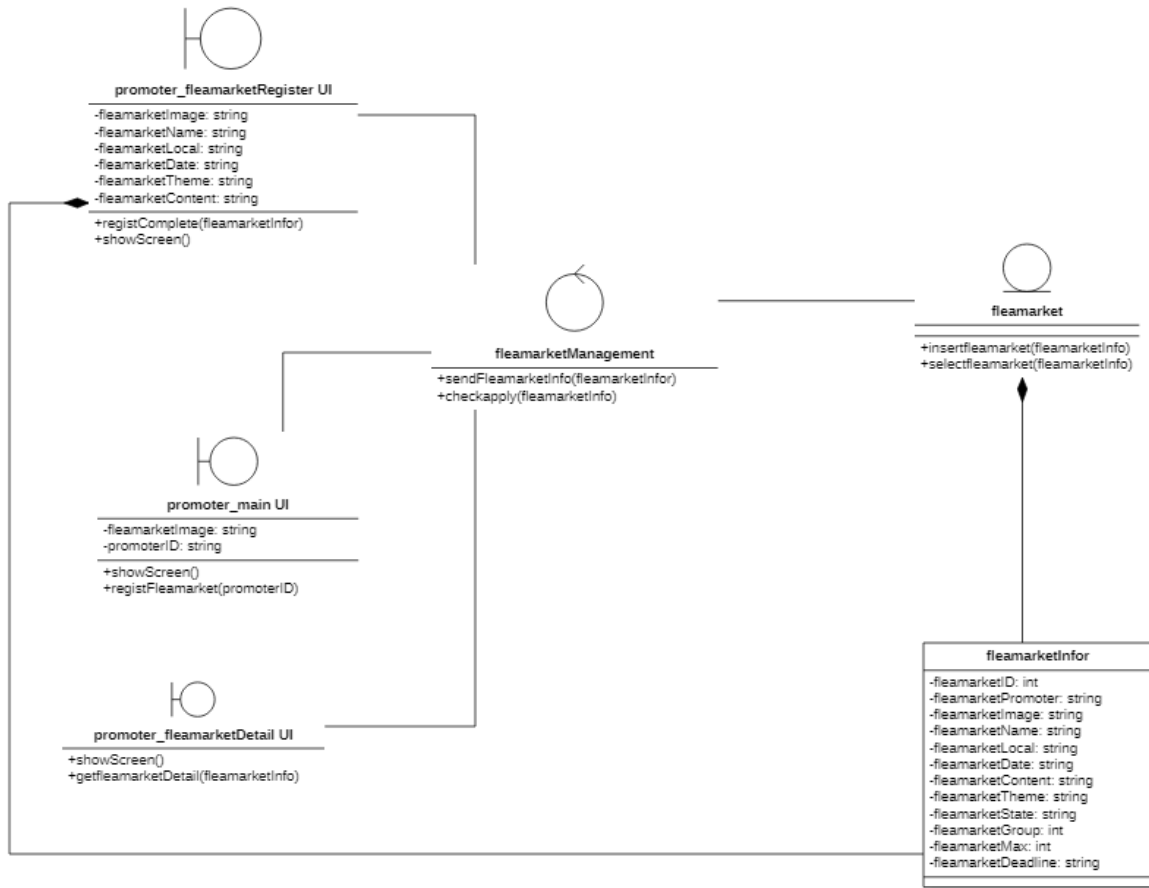 promoter_fleamarketRegister UI
-fleamarketImage: string
-fleamarketName: string
-fleamarketLocal: string
-fleamarketDate: string
-fleamarketTheme: string
-fleamarketContent: string
+registComplete(fleamarketInfor)
+showScreen()
fleamarketManagement
+sendFleamarketInfo(fleamarketInfor)
+checkapply(fleamarketInfo)
fleamarket
+insertfleamarket(fleamarketInfo)
+selectfleamarket(fleamarketInfo)
promoter_main UI
-fleamarketImage: string
-promoterID: string
+showScreen()
+registFleamarket(promoterID)
promoter_fleamarketDetail UI
+showScreen()
+getfleamarketDetail(fleamarketInfo)
fleamarketInfor
-fleamarketID: int
-fleamarketPromoter: string
-fleamarketImage: string
-fleamarketName: string
-fleamarketLocal: string
-fleamarketDate: string
-fleamarketContent: string
-fleamarketTheme: string
-fleamarketState: string
-fleamarketGroup: int
-fleamarketMax: int
-fleamarketDeadline: string